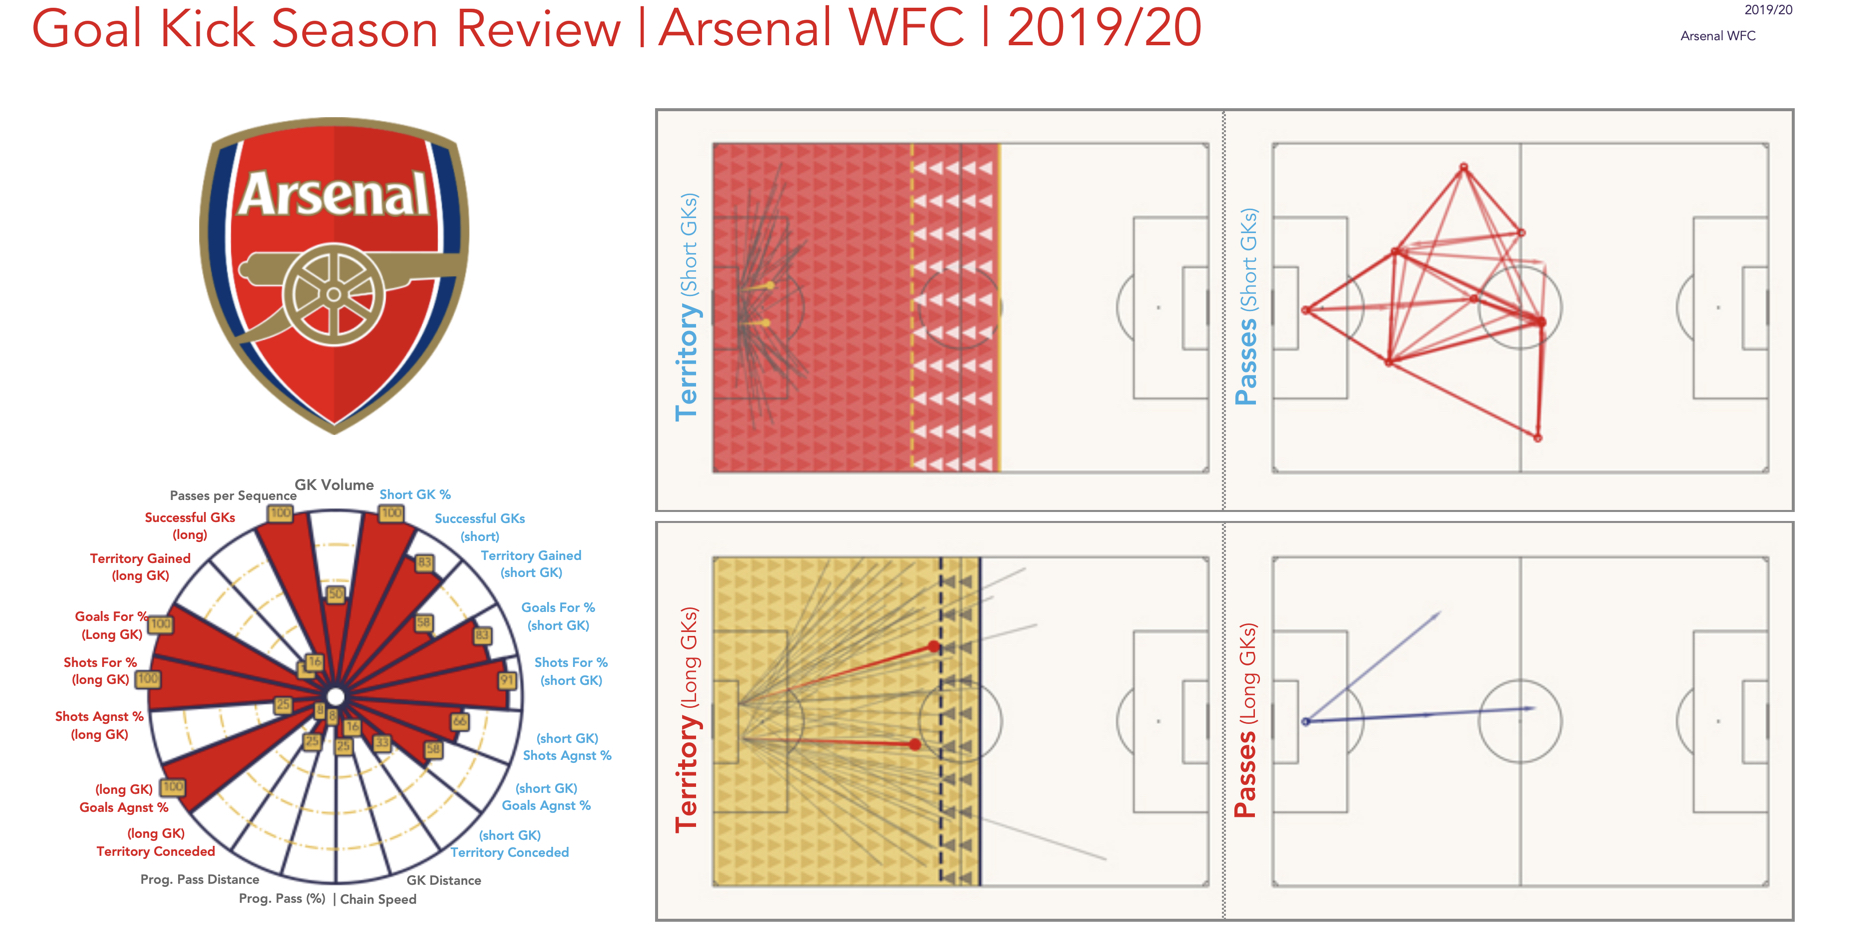 Goal Kick Season Review | Arsenal WFC | 2019/20
2019/20
Arsenal WFC
Arsenal
GK Volume
Passes per Sequence
Short GK %
Successful GKs
(long)
Successful GKs
(short)
Territory Gained
(long GK)
Territory Gained
(short GK)
Goals For %
(Long GK)
Goals For %
(short GK)
Shots For %
(long GK)
Shots For %
(short GK)
Shots Agnst %
(long GK)
(short GK)
Shots Agnst %
(long GK)
Goals Agnst %
(short GK)
Goals Agnst %
(long GK)
Territory Conceded
(short GK)
Territory Conceded
Prog. Pass Distance
GK Distance
Prog. Pass (%) | Chain Speed
100
100
50
83
58
83
91
66
58
33
16
25
8
25
8
100
25
100
100
16
Territory (Short GKs)
Passes (Short GKs)
Territory (Long GKs)
Passes (Long GKs)